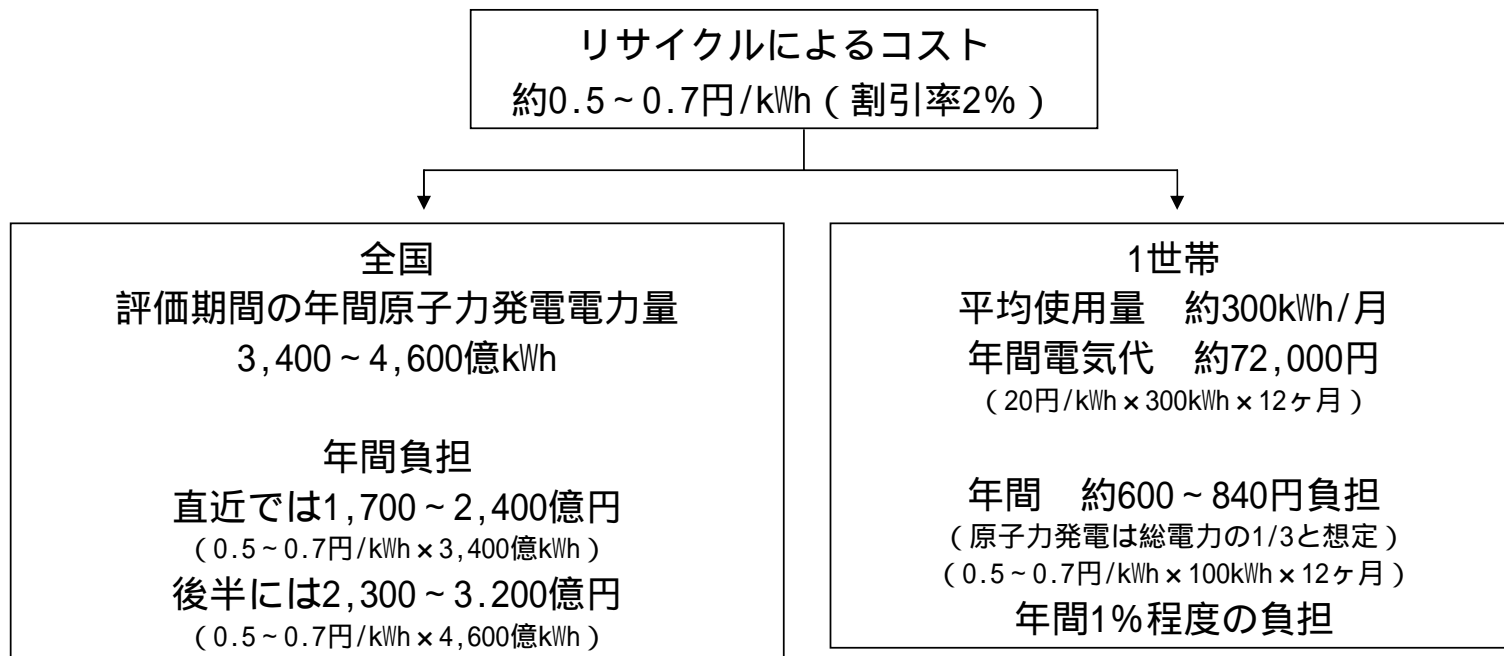 リサイクルによるコスト
約0.5~0.7円/kWh(割引率2%)
全国
評価期間の年間原子力発電電力量
3,400~4,600億kWh
年間負担
直近では1,700~2,400億円
(0.5~0.7円/kWh×3,400億kWh)
後半には2,300~3.200億円
(0.5~0.7円/kWh×4,600億kWh)
1世帯
平均使用量 約300kWh/月
年間電気代 約72,000円
(20円/kWh×300kWh×12ヶ月)
年間 約600~840円負担
(原子力発電は総電力の1/3と想定)
(0.5~0.7円/kWh×100kWh×12ヶ月)
年間1%程度の負担